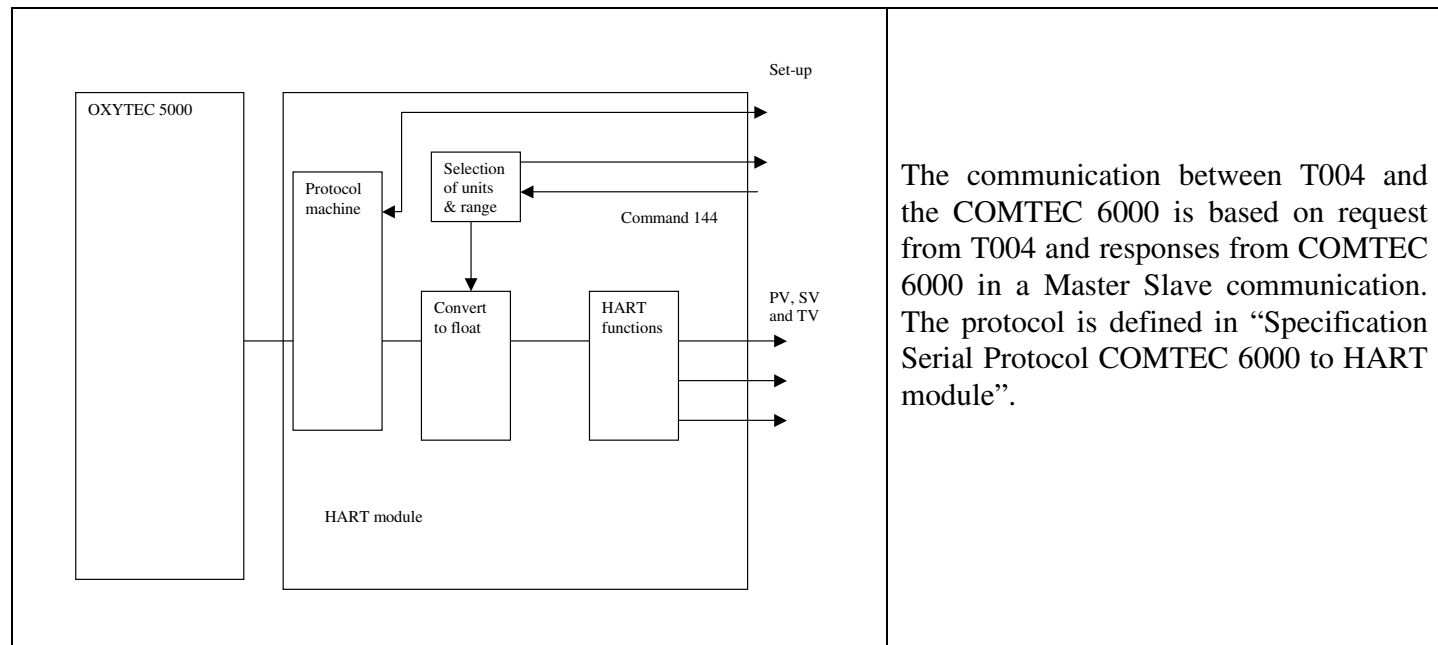 Set-up
OXYTEC 5000
Protocol
machine
Selection
of units
& range
Command 144
Convert
to float
HART
functions
PV, SV
and TV
HART module
The communication between T004 and
the COMTEC 6000 is based on request
from T004 and responses from COMTEC
6000 in a Master Slave communication.
The protocol is defined in “Specification
Serial Protocol COMTEC 6000 to HART
module”.